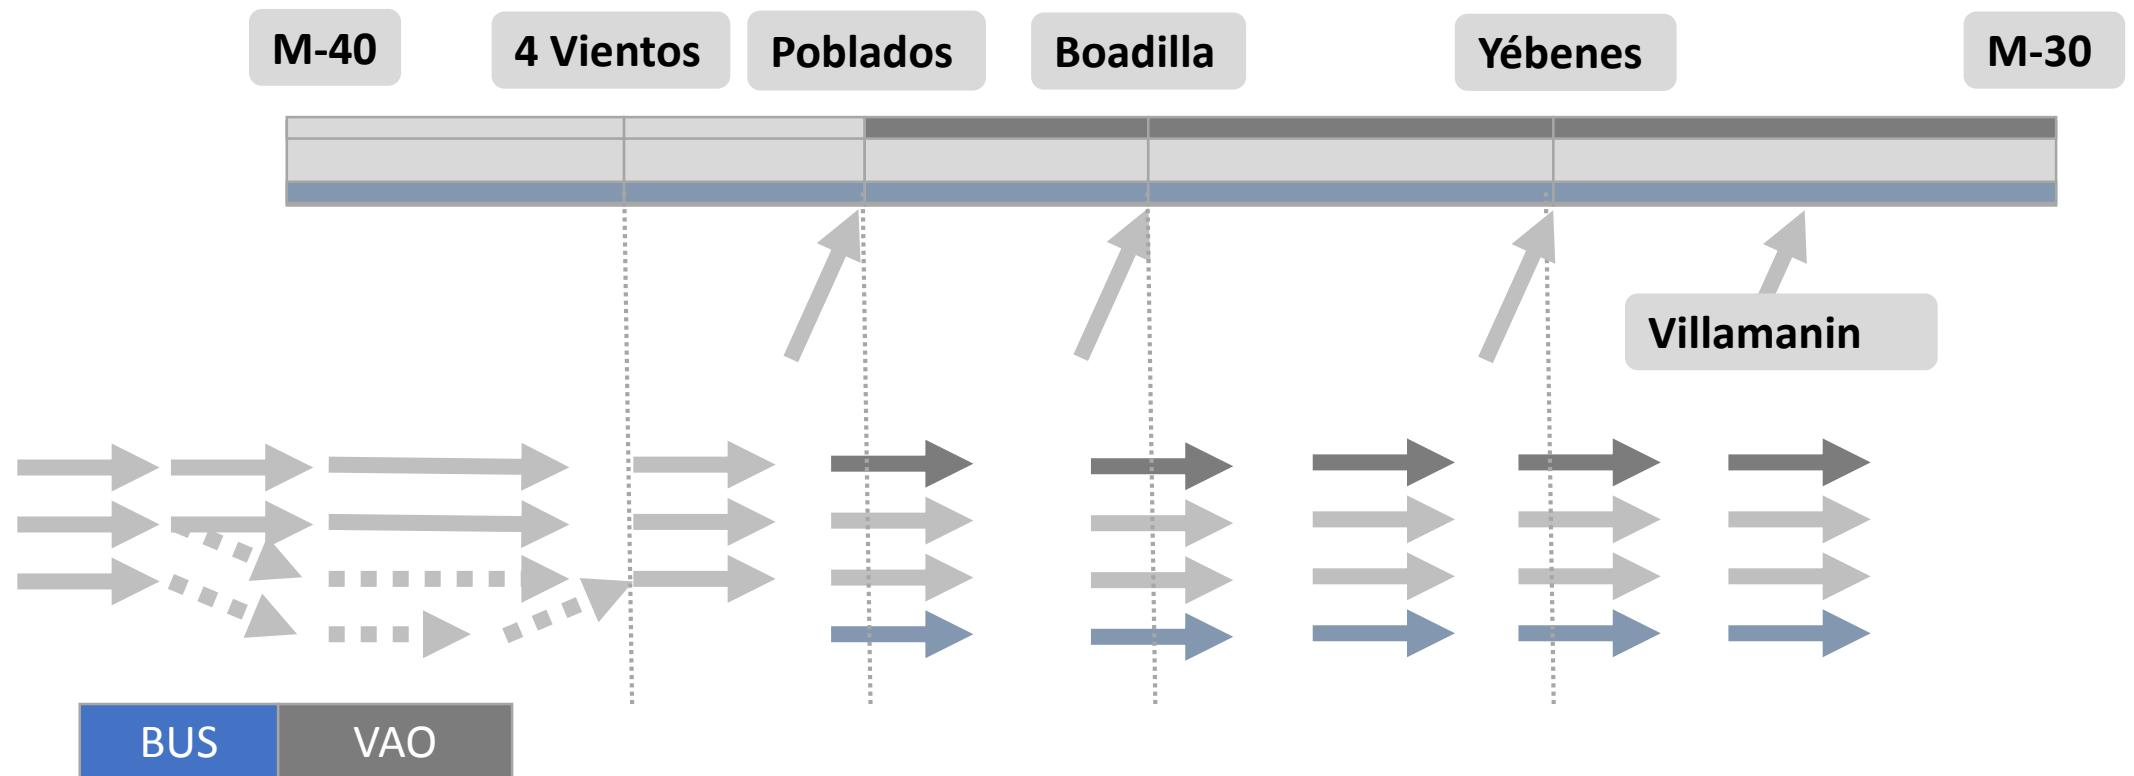 M-40
4 Vientos
Poblados
Boadilla
Yébenes
M-30
Villamanin
BUS
VAO